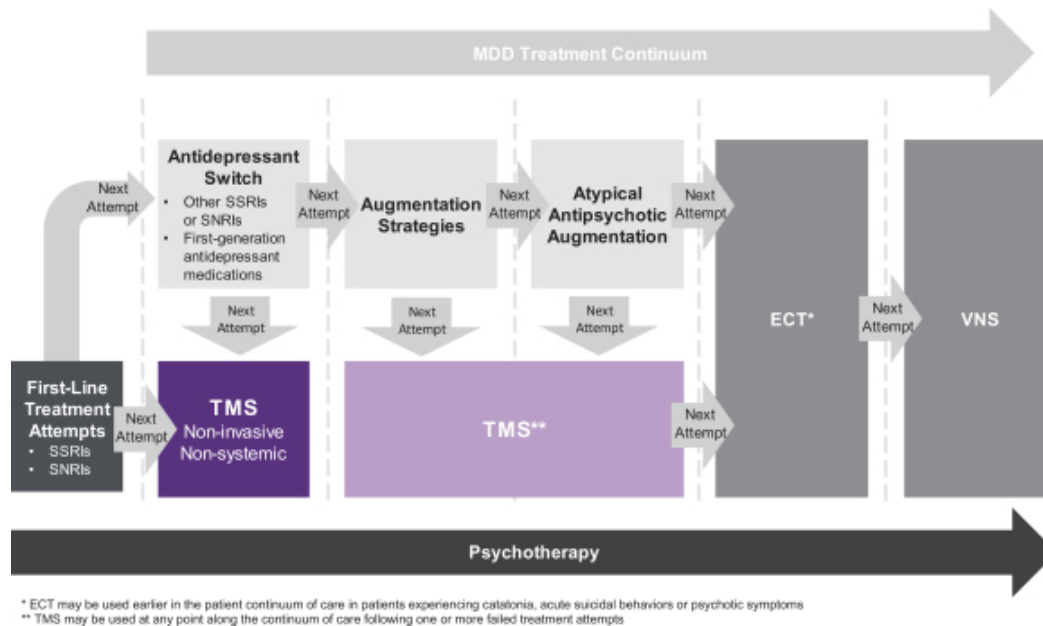 MDD Treatment Continuum
Next
Attempt
Antidepressant
Switch
• Other SSRIs
or SNRIs
• First-generation
antidepressant
medications
Next
Attempt
Augmentation
Strategies
Next
Attempt
Atypical
Antipsychotic
Augmentation
Next
Attempt
Next
Attempt
Next
Attempt
Next
Attempt
ECT*
Next
Attempt
VNS
First-Line
Treatment
Attempts
• SSRIs
• SNRIs
Next
Attempt
TMS
Non-invasive
Non-systemic
TMS**
Next
Attempt
Psychotherapy
* ECT may be used earlier in the patient continuum of care in patients experiencing catatonia, acute suicidal behaviors or psychotic symptoms
** TMS may be used at any point along the continuum of care following one or more failed treatment attempts